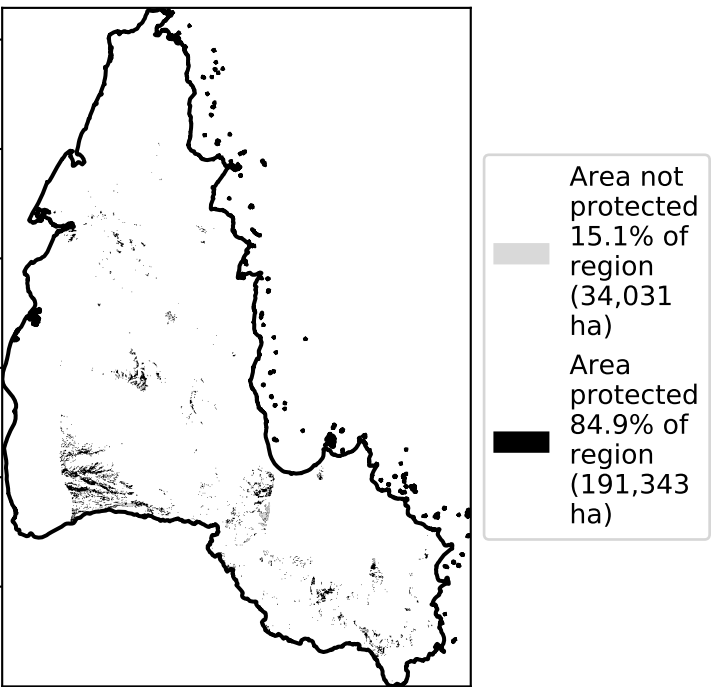 Area not
protected
15.1% of
region
(34,031
ha)
Area
protected
84.9% of
region
(191,343
ha)